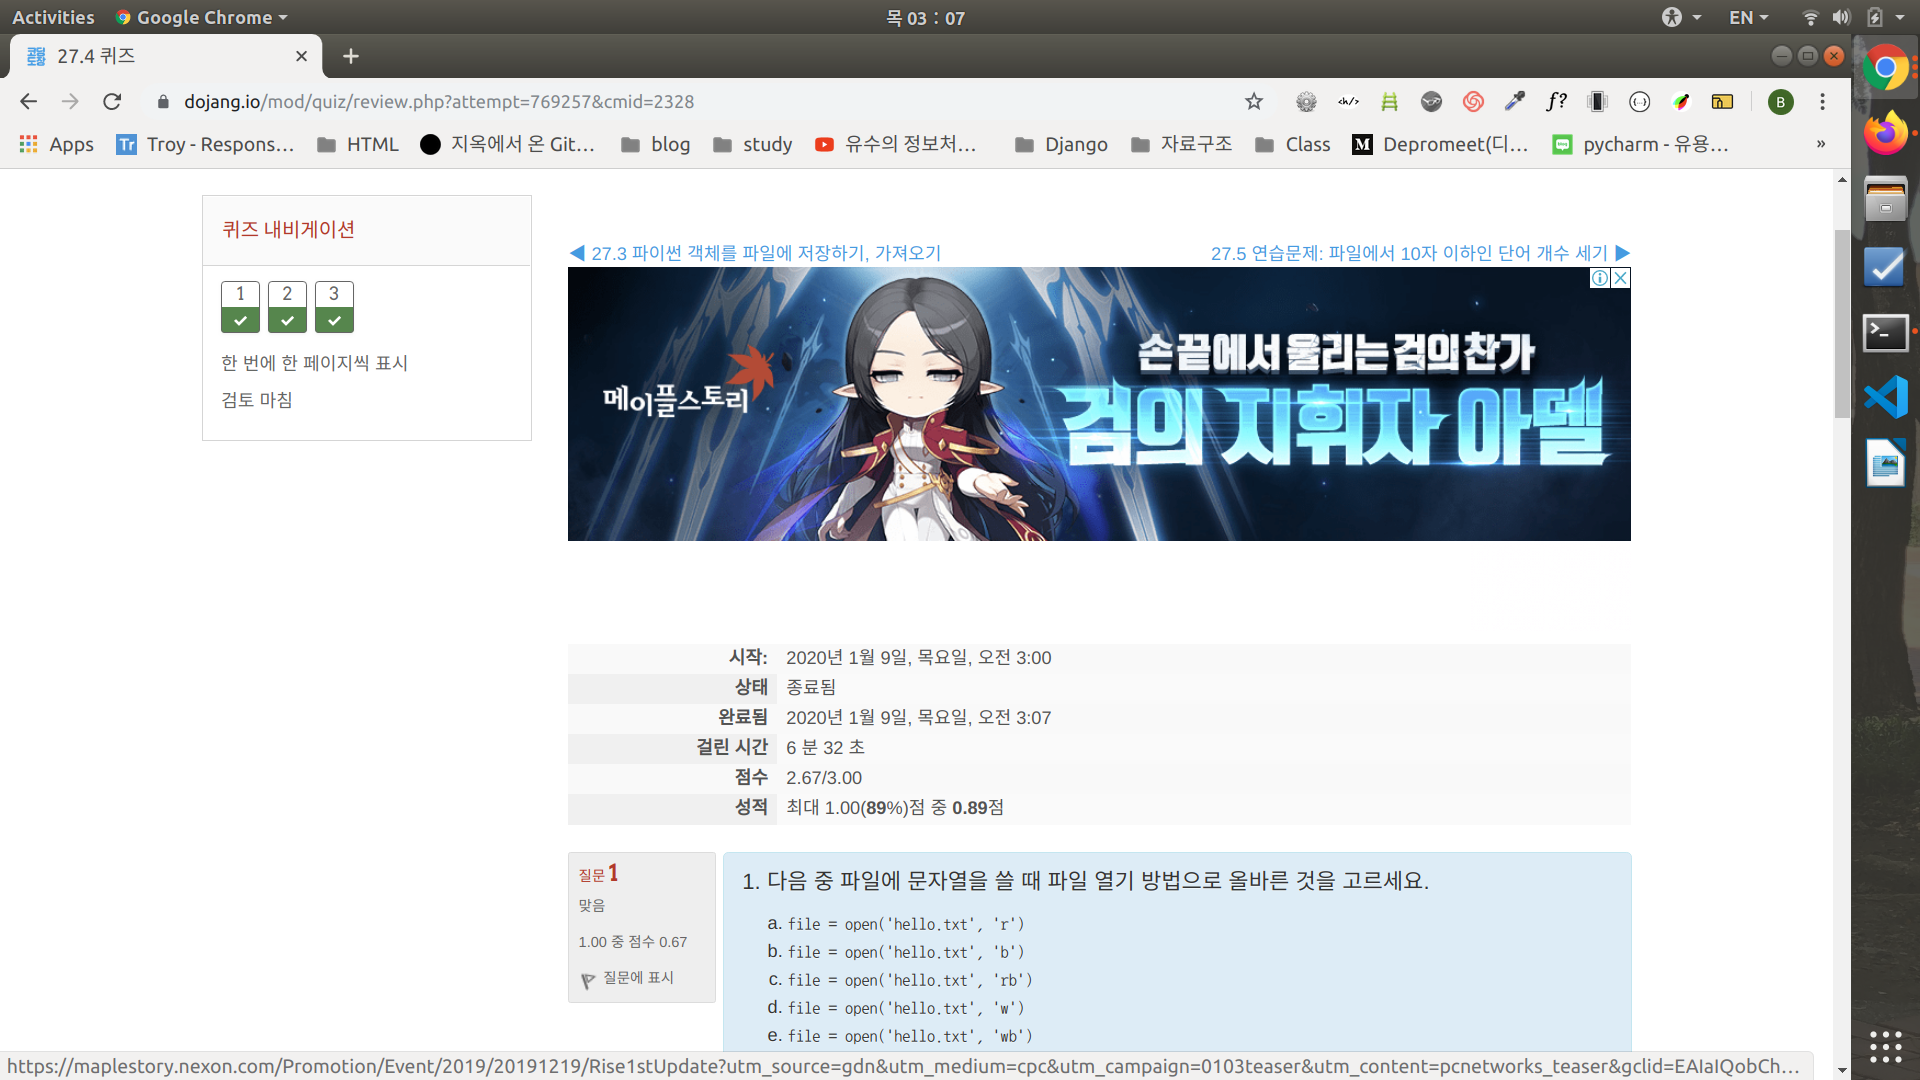 Activities
Google Chrome
목 03 : 07
EN
27.4 퀴즈
dojang.io/mod/quiz/review.php?attempt=769257&cmid=2328
<h/>
f?
B
Apps
Tr
Troy - Respons...
HTML
지옥에서 온 Git...
blog
study
유수의 정보처...
Django
자료구조
Class
M
Depromeet(디...
pycharm - 유용...
»
퀴즈 내비게이션
1
2
3
한 번에 한 페이지씩 표시
검토 마침
◀ 27.3 파이썬 객체를 파일에 저장하기, 가져오기
27.5 연습문제: 파일에서 10자 이하인 단어 개수 세기 ▶
메이플스토리
손끝에서 울리는 검의 찬가
검의 지휘자 아델
시작: 2020년 1월 9일, 목요일, 오전 3:00
상태 종료됨
완료됨 2020년 1월 9일, 목요일, 오전 3:07
걸린 시간 6 분 32 초
점수 2.67/3.00
성적 최대 1.00(89%)점 중 0.89점
질문 1
맞음
1.00 중 점수 0.67
질문에 표시
1. 다음 중 파일에 문자열을 쓸 때 파일 열기 방법으로 올바른 것을 고르세요.
a. file = open('hello.txt', 'r')
b. file = open('hello.txt', 'b')
c. file = open('hello.txt', 'rb')
d. file = open('hello.txt', 'w')
e. file = open('hello.txt', 'wb')
https://maplestory.nexon.com/Promotion/Event/2019/20191219/Rise1stUpdate?utm_source=gdn&utm_medium=cpc&utm_campaign=0103teaser&utm_content=pcnetworks_teaser&gclid=EAIaIQobCh...